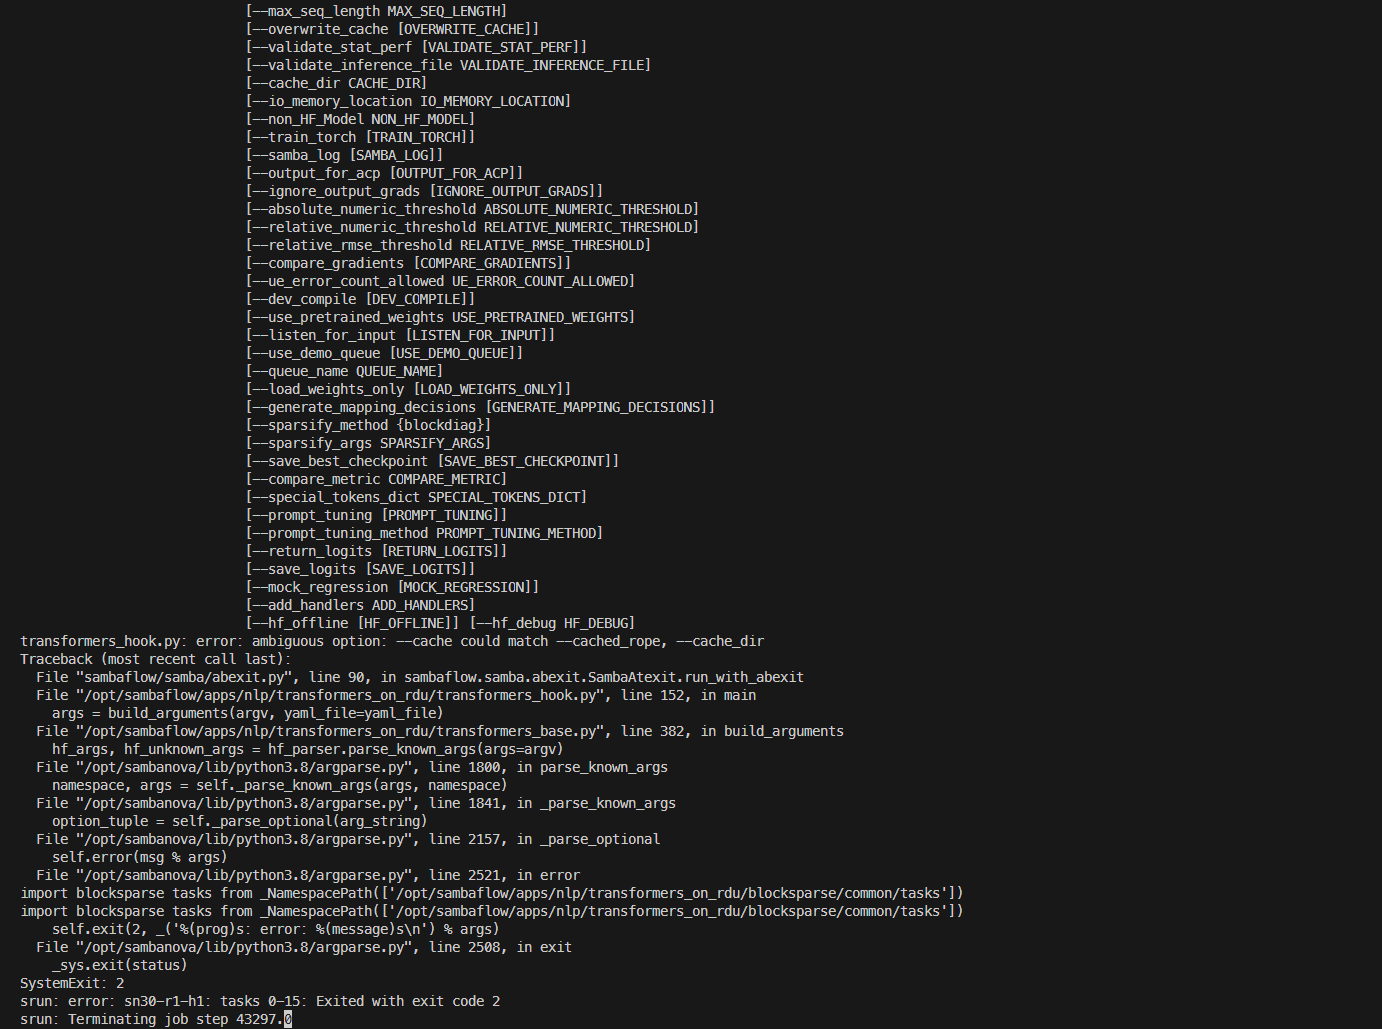 [--max_seq_length MAX_SEQ_LENGTH]
[--overwrite_cache [OVERWRITE_CACHE]]
[--validate_stat_perf [VALIDATE_STAT_PERF]]
[--validate_inference_file VALIDATE_INFERENCE_FILE]
[--cache_dir CACHE_DIR]
[--io_memory_location IO_MEMORY_LOCATION]
[--non_HF_Model NON_HF_MODEL]
[--train_torch [TRAIN_TORCH]]
[--samba_log [SAMBA_LOG]]
[--output_for_acp [OUTPUT_FOR_ACP]]
[--ignore_output_grads [IGNORE_OUTPUT_GRADS]]
[--absolute_numeric_threshold ABSOLUTE_NUMERIC_THRESHOLD]
[--relative_numeric_threshold RELATIVE_NUMERIC_THRESHOLD]
[--relative_rmse_threshold RELATIVE_RMSE_THRESHOLD]
[--compare_gradients [COMPARE_GRADIENTS]]
[--ue_error_count_allowed UE_ERROR_COUNT_ALLOWED]
[--dev_compile [DEV_COMPILE]]
[--use_pretrained_weights USE_PRETRAINED_WEIGHTS]
[--listen_for_input [LISTEN_FOR_INPUT]]
[--use_demo_queue [USE_DEMO_QUEUE]]
[--queue_name QUEUE_NAME]
[--load_weights_only [LOAD_WEIGHTS_ONLY]]
[--generate_mapping_decisions [GENERATE_MAPPING_DECISIONS]]
[--sparsify_method {blockdiag}]
[--sparsify_args SPARSIFY_ARGS]
[--save_best_checkpoint [SAVE_BEST_CHECKPOINT]]
[--compare_metric COMPARE_METRIC]
[--special_tokens_dict SPECIAL_TOKENS_DICT]
[--prompt_tuning [PROMPT_TUNING]]
[--prompt_tuning_method PROMPT_TUNING_METHOD]
[--return_logits [RETURN_LOGITS]]
[--save_logits [SAVE_LOGITS]]
[--mock_regression [MOCK_REGRESSION]]
[--add_handlers ADD_HANDLERS]
[--hf_offline [HF_OFFLINE]] [--hf_debug HF_DEBUG]
transformers_hook.py: error: ambiguous option: --cache could match --cached_rope, --cache_dir
Traceback (most recent call last):
File "sambaflow/samba/abexit.py", line 90, in sambaflow.samba.abexit.SambaAtexit.run_with_abexit
File "/opt/sambaflow/apps/nlp/transformers_on_rdu/transformers_hook.py", line 152, in main
args = build_arguments(argv, yaml_file=yaml_file)
File "/opt/sambaflow/apps/nlp/transformers_on_rdu/transformers_base.py", line 382, in build_arguments
hf_args, hf_unknown_args = hf_parser.parse_known_args(args=argv)
File "/opt/sambanova/lib/python3.8/argparse.py", line 1800, in parse_known_args
namespace, args = self._parse_known_args(args, namespace)
File "/opt/sambanova/lib/python3.8/argparse.py", line 1841, in _parse_known_args
option_tuple = self._parse_optional(arg_string)
File "/opt/sambanova/lib/python3.8/argparse.py", line 2157, in _parse_optional
self.error(msg % args)
File "/opt/sambanova/lib/python3.8/argparse.py", line 2521, in error
import blocksparse tasks from _NamespacePath(['/opt/sambaflow/apps/nlp/transformers_on_rdu/blocksparse/common/tasks'])
import blocksparse tasks from _NamespacePath(['/opt/sambaflow/apps/nlp/transformers_on_rdu/blocksparse/common/tasks'])
self.exit(2, _('%(prog)s: error: %(message)s\n') % args)
File "/opt/sambanova/lib/python3.8/argparse.py", line 2508, in exit
_sys.exit(status)
SystemExit: 2
srun: error: sn30-r1-h1: tasks 0-15: Exited with exit code 2
srun: Terminating job step 43297.0